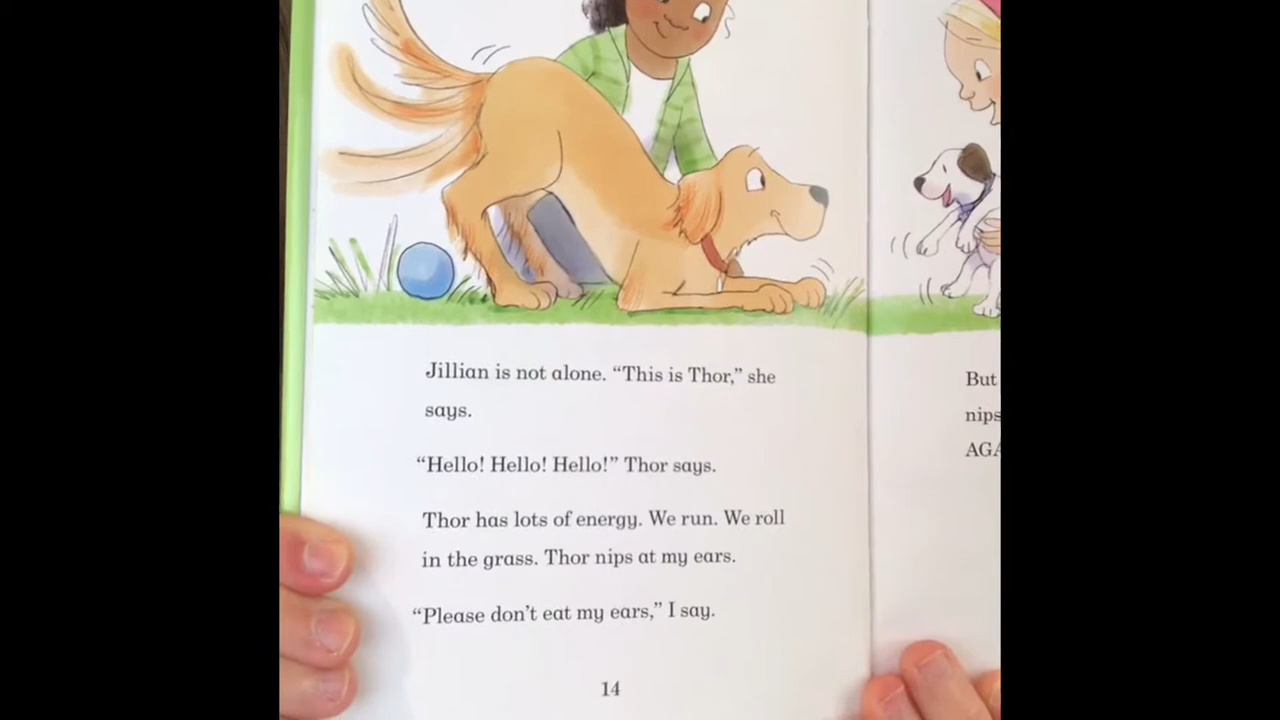 Jillian is not alone. “This is Thor,” she
says.
“Hello! Hello! Hello!” Thor says.
Thor has lots of energy. We run. We roll
in the grass. Thor nips at my ears.
“Please don’t eat my ears,” I say.
14
But
nips